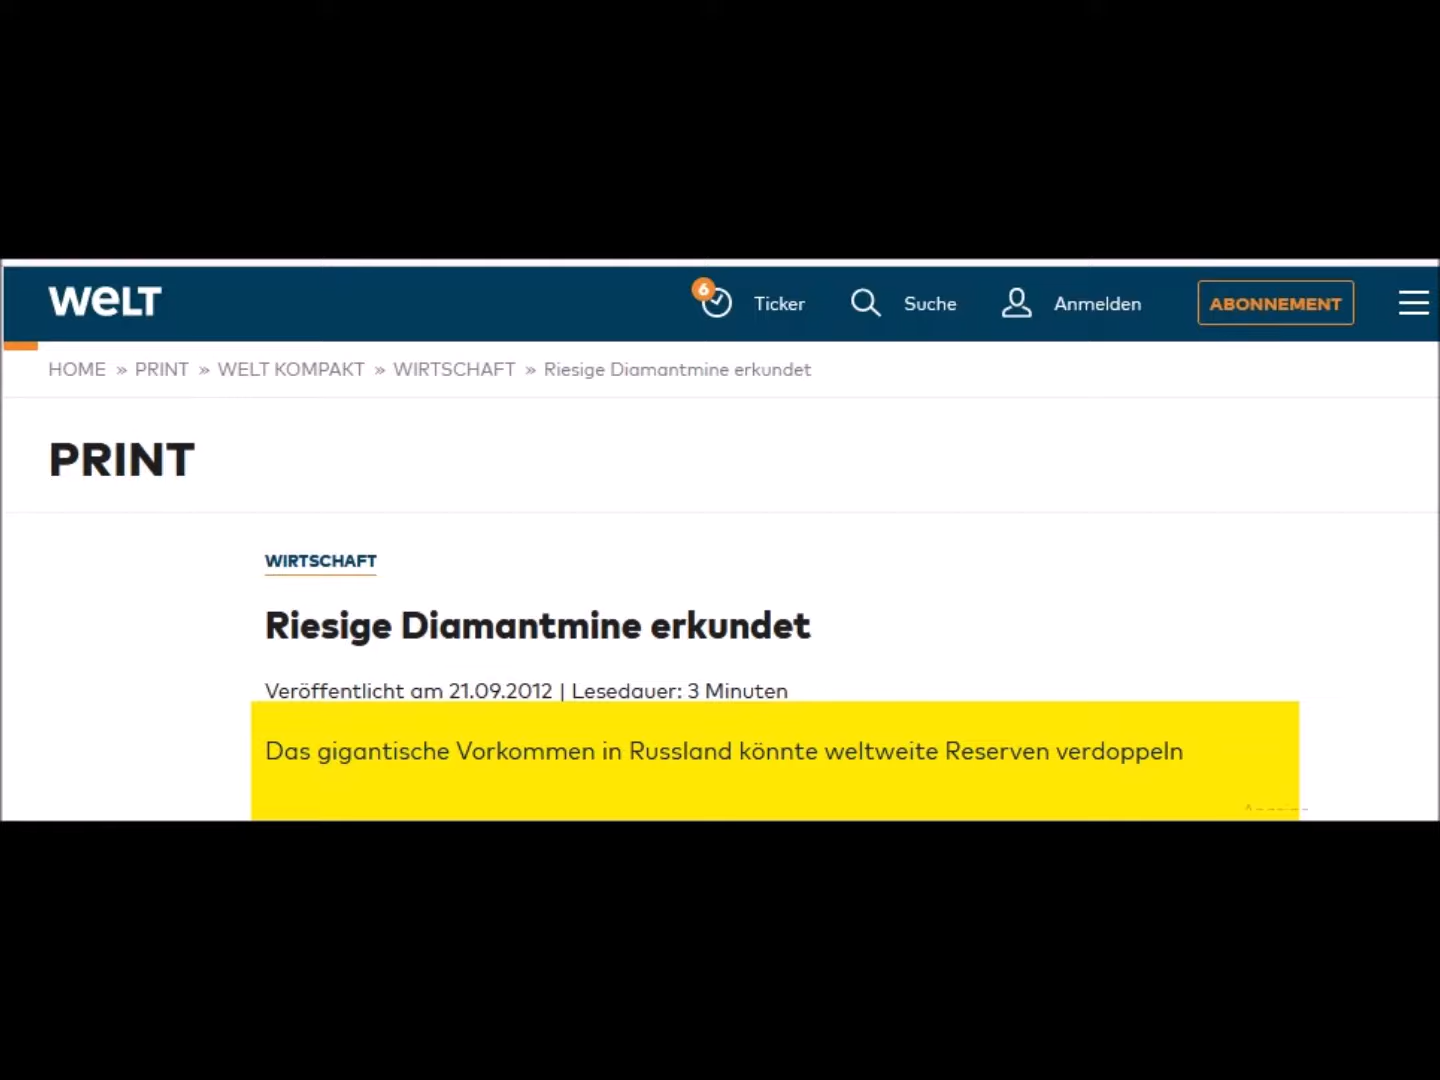 WELT
6
Ticker
Suche
Anmelden
ABONNEMENT
HOME » PRINT » WELT KOMPAKT » WIRTSCHAFT » Riesige Diamantmine erkundet
PRINT
WIRTSCHAFT
Riesige Diamantmine erkundet
Veröffentlicht am 21.09.2012 | Lesedauer: 3 Minuten
Das gigantische Vorkommen in Russland könnte weltweite Reserven verdoppeln